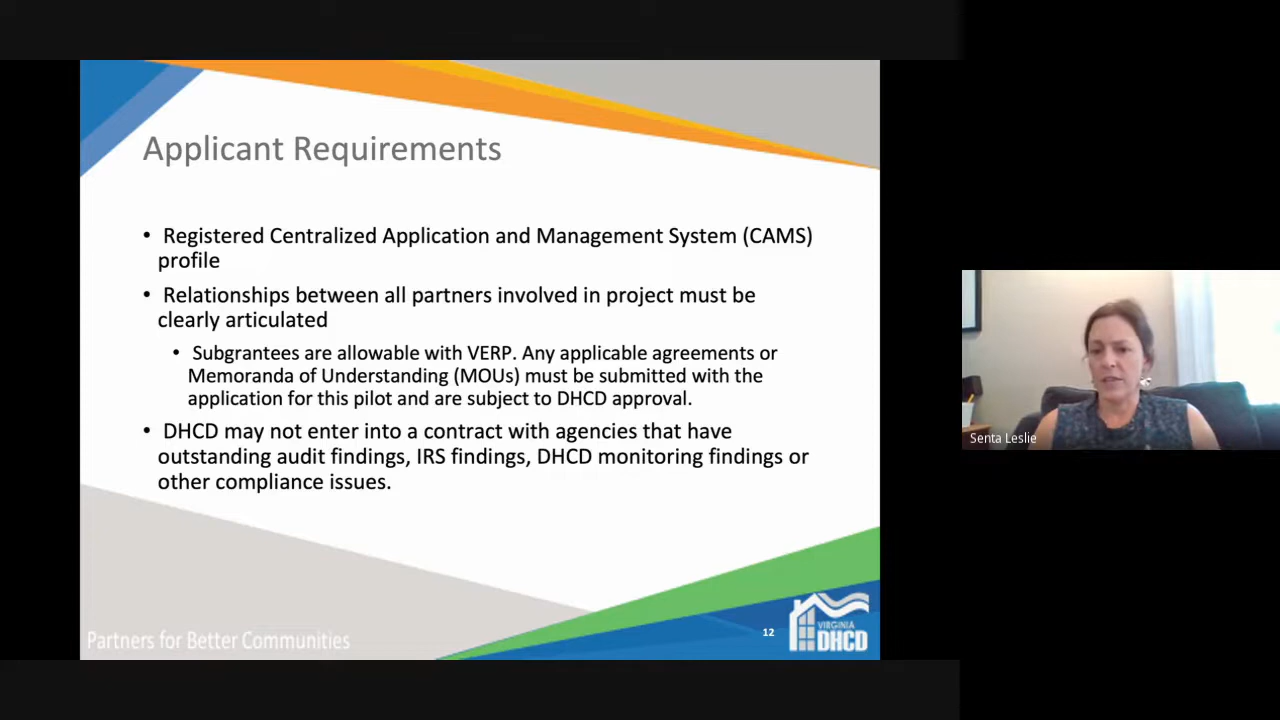 Applicant Requirements
• Registered Centralized Application and Management System (CAMS)
profile
• Relationships between all partners involved in project must be
clearly articulated
• Subgrantees are allowable with VERP. Any applicable agreements or
Memoranda of Understanding (MOUs) must be submitted with the
application for this pilot and are subject to DHCD approval.
• DHCD may not enter into a contract with agencies that have
outstanding audit findings, IRS findings, DHCD monitoring findings or
other compliance issues.
Partners for Better Communities
12
VIRGINIA
DHCD
Senta Leslie